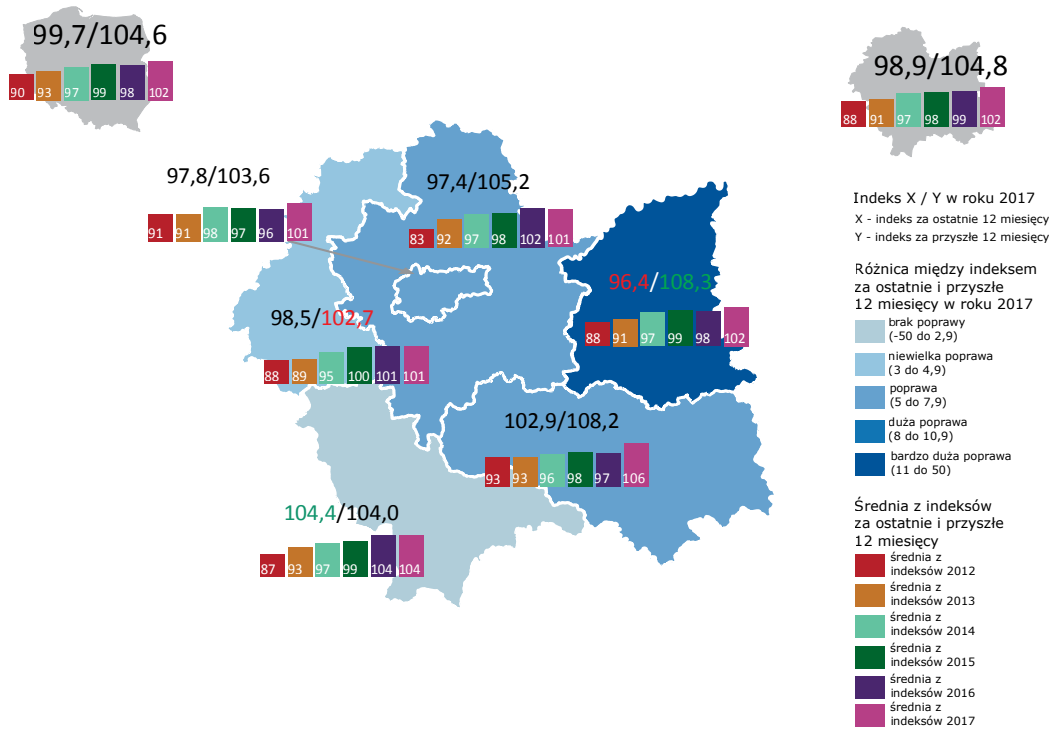 99,7/104,6
90 93 97 99 98 102
98,9/104,8
88 91 97 98 99 102
97,8/103,6
91 91 98 97 96 101
97,4/105,2
83 92 97 98 102 101
96,4/108,3
88 91 97 99 98 102
98,5/102,7
88 89 95 100 101 101
102,9/108,2
93 93 96 98 97 106
104,4/104,0
87 93 97 99 104 104
Indeks X / Y w roku 2017
X - indeks za ostatnie 12 miesięcy
Y - indeks za przyszłe 12 miesięcy
Różnica między indeksem
za ostatnie i przyszłe
12 miesięcy w roku 2017
brak poprawy
(-50 do 2,9)
niewielka poprawa
(3 do 4,9)
poprawa
(5 do 7,9)
duża poprawa
(8 do 10,9)
bardzo duża poprawa
(11 do 50)
Średnia z indeksów
za ostatnie i przyszłe
12 miesięcy
średnia z
indeksów 2012
średnia z
indeksów 2013
średnia z
indeksów 2014
średnia z
indeksów 2015
średnia z
indeksów 2016
średnia z
indeksów 2017